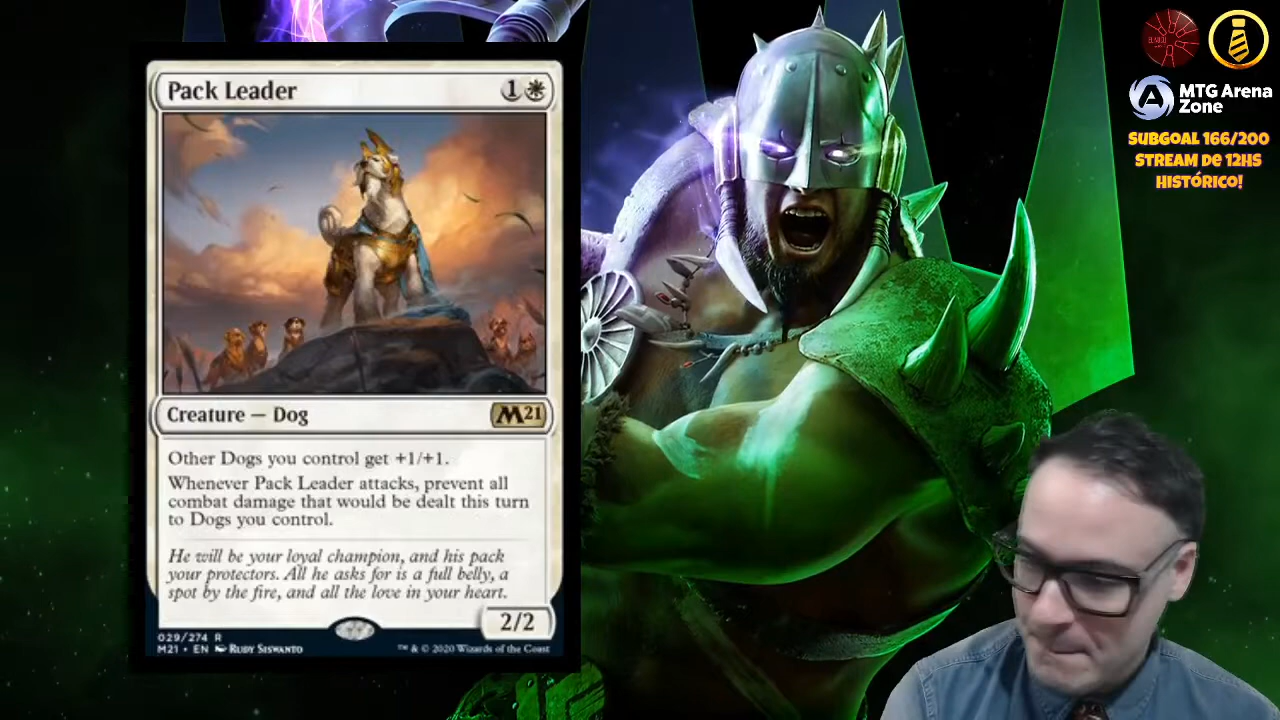 Pack Leader
1
Creature — Dog
M21
Other Dogs you control get +1/+1.
Whenever Pack Leader attacks, prevent all
combat damage that would be dealt this turn
to Dogs you control.
He will be your loyal champion, and his pack
your protectors. All he asks for is a full belly, a
spot by the fire, and all the love in your heart.
2/2
029/274 R
M21 • EN Rudy Siswanto
™ & © 2020 Wizards of the Coast
MTG Arena
Zone
SUBGOAL 166/200
STREAM DE 12HS
HISTÓRICO!